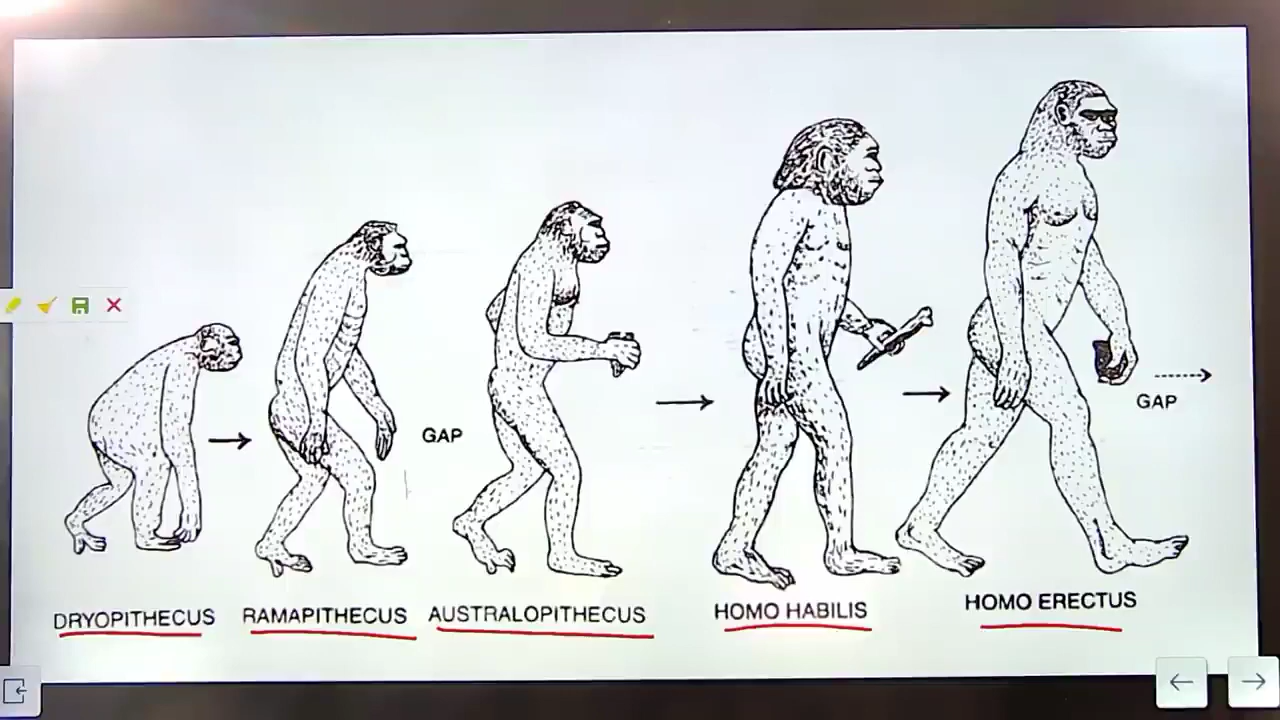 GAP
GAP
DRYOPITHECUS
RAMAPITHECUS
AUSTRALOPITHECUS
HOMO HABILIS
HOMO ERECTUS